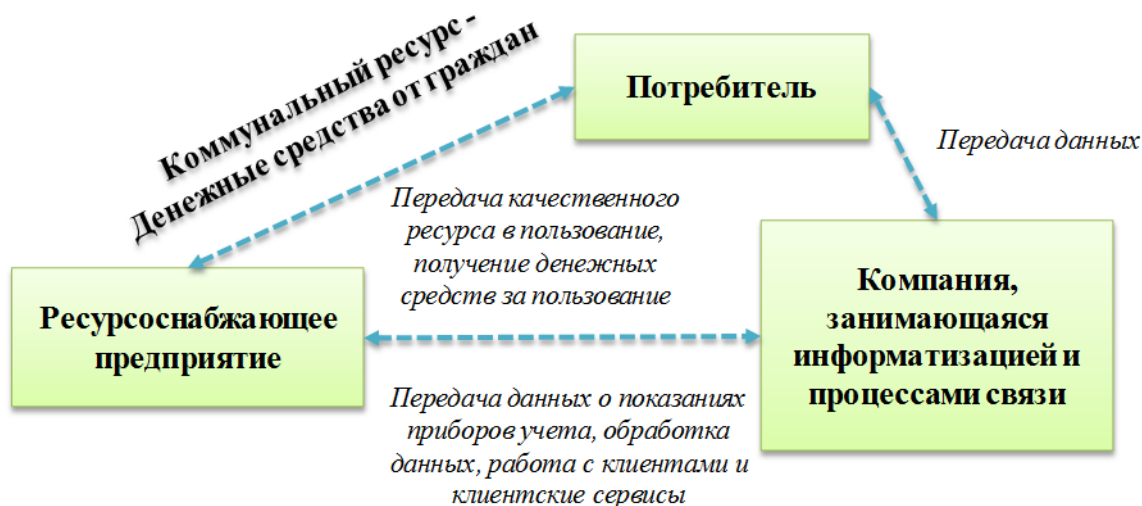 Коммунальный ресурс -
Денежные средства от граждан
Потребитель
Передача данных
Передача качественного
ресурса в пользование,
получение денежных
средств за пользование
Ресурсоснабжающее
предприятие
Компания,
занимающаяся
информатизацией и
процессами связи
Передача данных о показаниях
приборов учета, обработка
данных, работа с клиентами и
клиентские сервисы